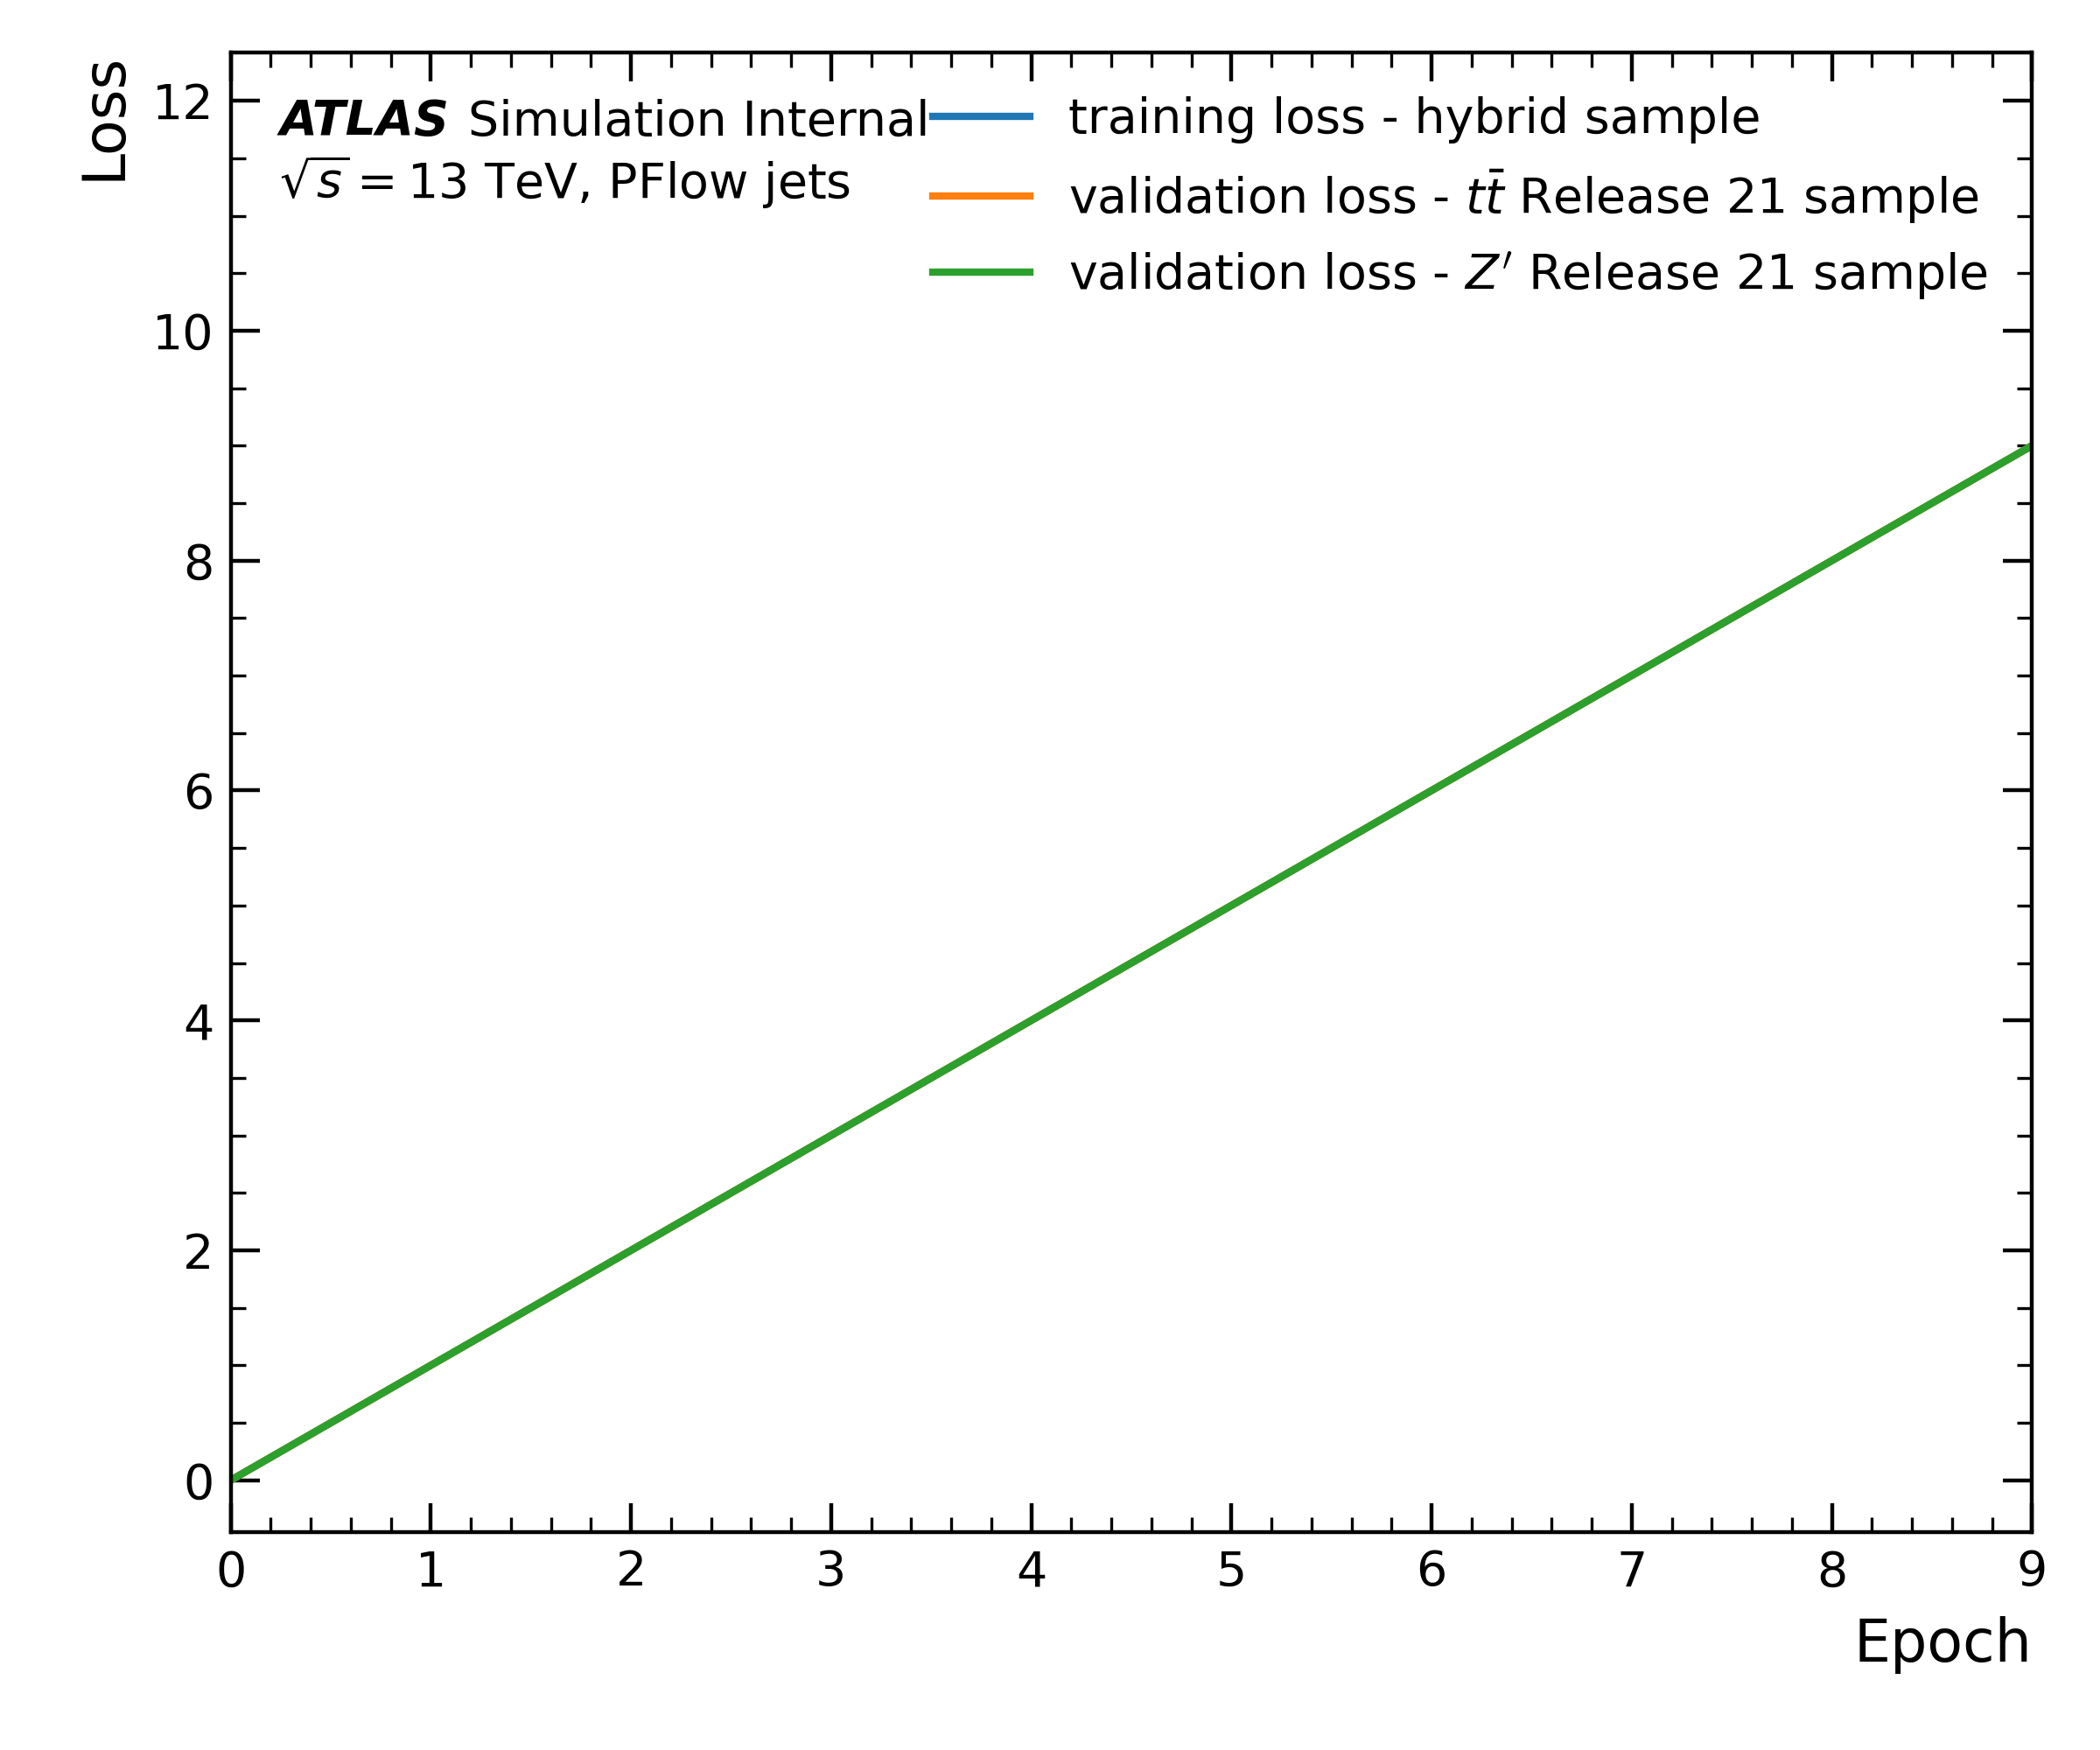 Loss
12
10
8
6
4
2
0
ATLAS Simulation Internal
√s = 13 TeV, PFlow jets
training loss - hybrid sample
validation loss - tt̄ Release 21 sample
validation loss - Z′ Release 21 sample
0 1 2 3 4 5 6 7 8 9
Epoch